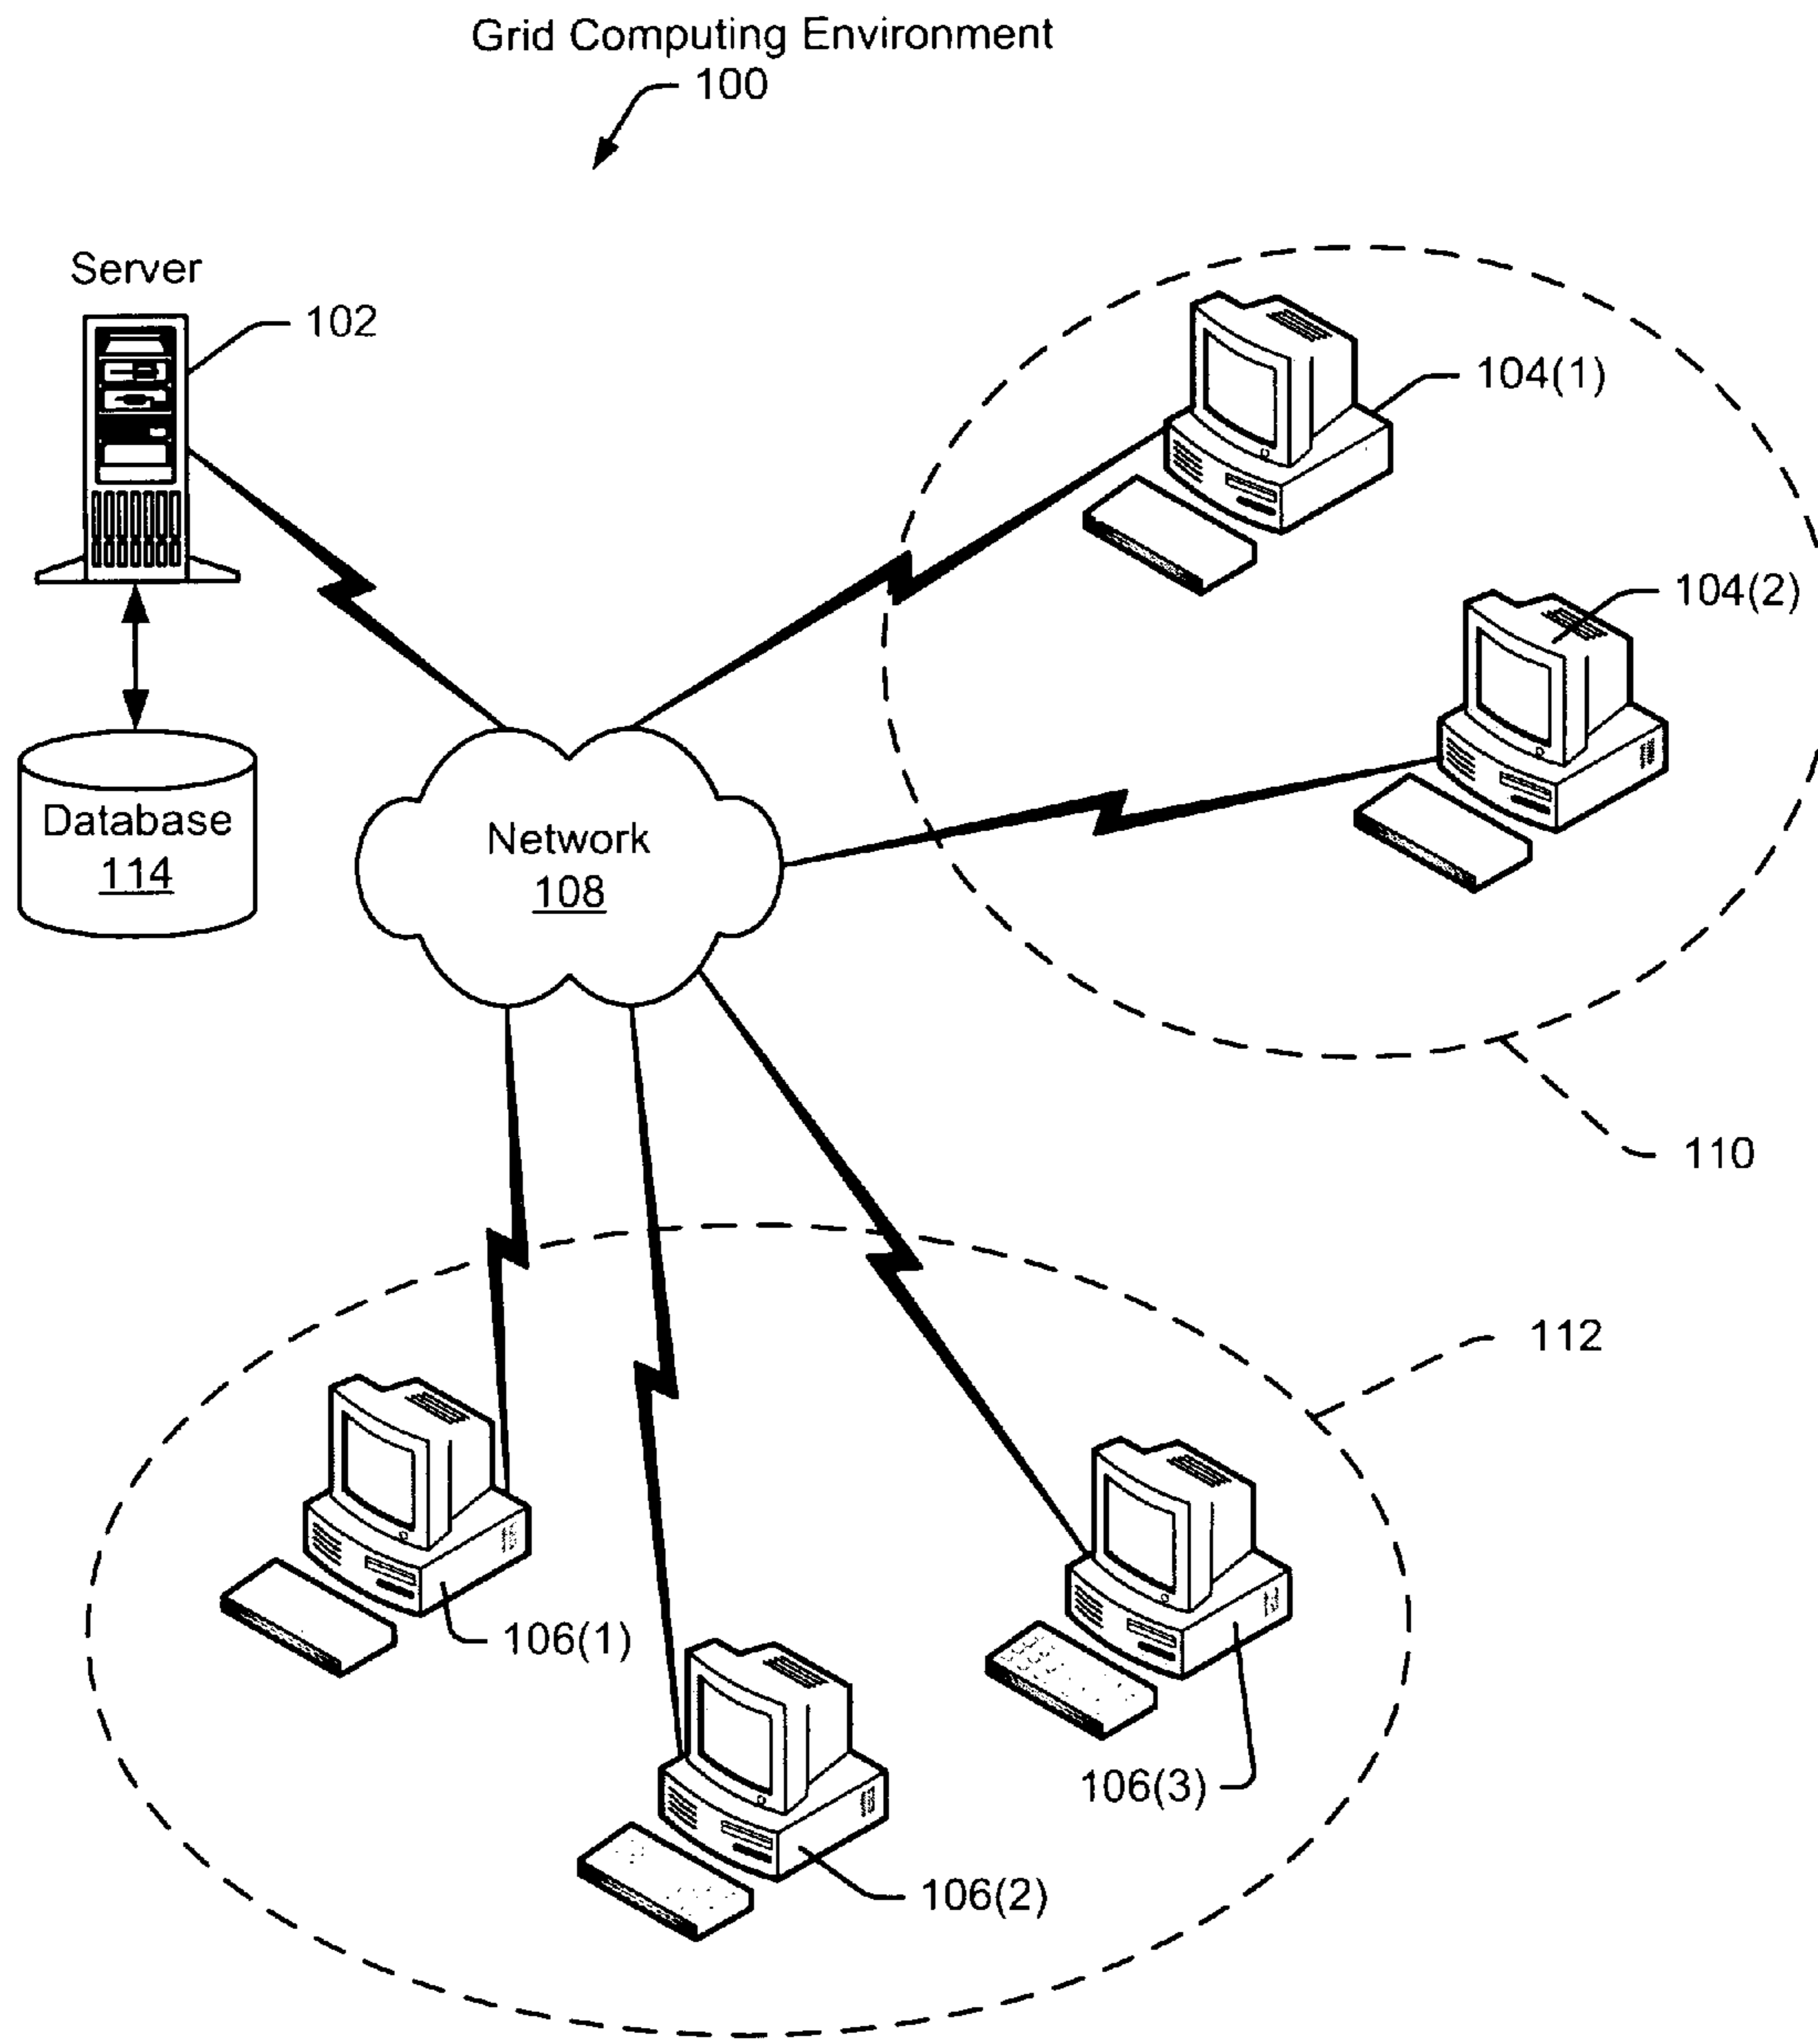 Grid Computing Environment
100
Server
102
104(1)
104(2)
Database
114
Network
108
110
112
106(1)
106(3)
106(2)